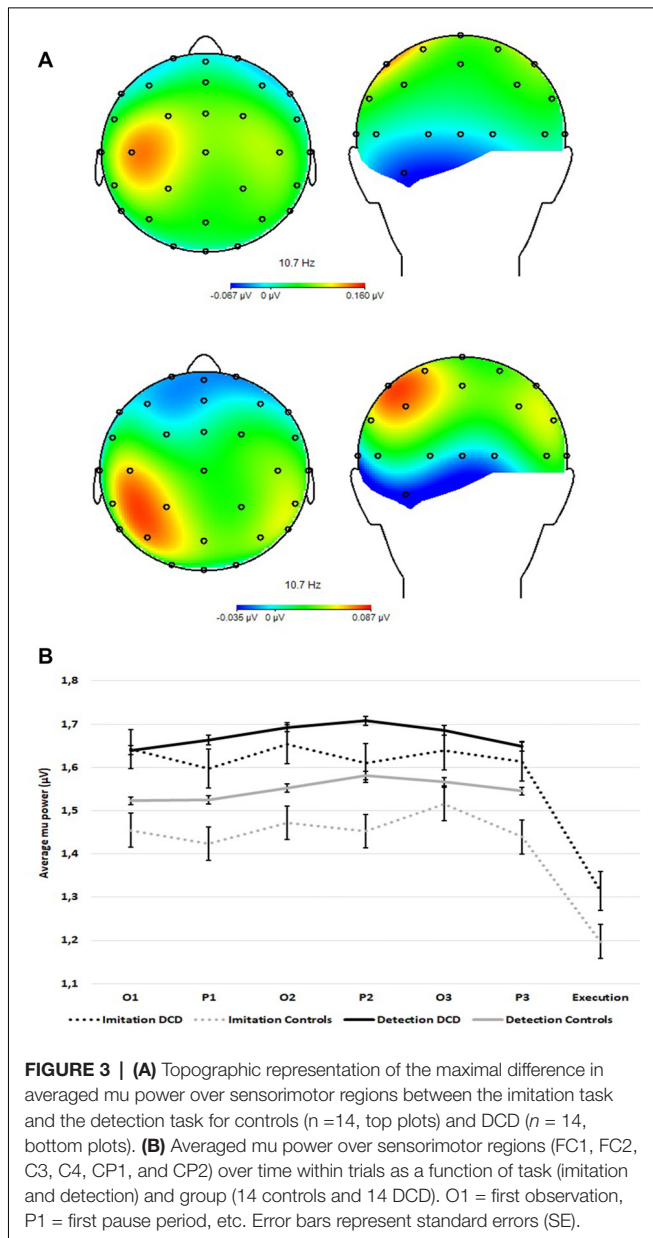 A
10.7 Hz
-0.067 µV 0 µV 0.160 µV
10.7 Hz
-0.035 µV 0 µV 0.087 µV
B
Average mu power (µV)
1,8
1,7
1,6
1,5
1,4
1,3
1,2
1,1
O1 P1 O2 P2 O3 P3 Execution
Imitation DCD Imitation Controls Detection DCD Detection Controls
FIGURE 3 | (A) Topographic representation of the maximal difference in
averaged mu power over sensorimotor regions between the imitation task
and the detection task for controls (n =14, top plots) and DCD (n = 14,
bottom plots). (B) Averaged mu power over sensorimotor regions (FC1, FC2,
C3, C4, CP1, and CP2) over time within trials as a function of task (imitation
and detection) and group (14 controls and 14 DCD). O1 = first observation,
P1 = first pause period, etc. Error bars represent standard errors (SE).